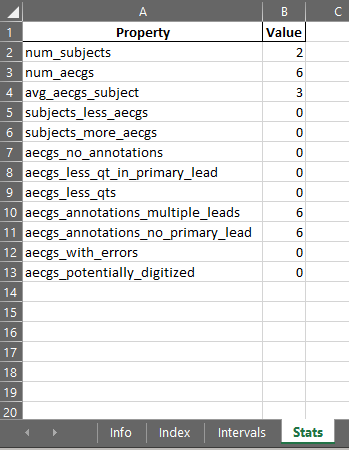 A B C
1 Property Value
2 num_subjects 2
3 num_aecgs 6
4 avg_aecgs_subject 3
5 subjects_less_aecgs 0
6 subjects_more_aecgs 0
7 aecgs_no_annotations 0
8 aecgs_less_qt_in_primary_lead 0
9 aecgs_less_qts 0
10 aecgs_annotations_multiple_leads 6
11 aecgs_annotations_no_primary_lead 6
12 aecgs_with_errors 0
13 aecgs_potentially_digitized 0
14
15
16
17
18
19
20
Info Index Intervals Stats